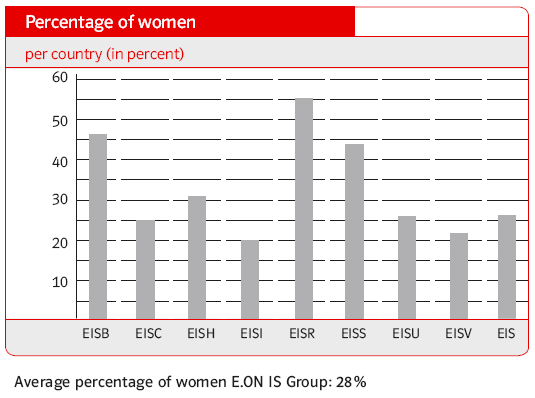 Percentage of women
per country (in percent)
60
50
40
30
20
10
EISB EISC EISH EISI EISR EISS EISU EISV EIS
Average percentage of women E.ON IS Group: 28%